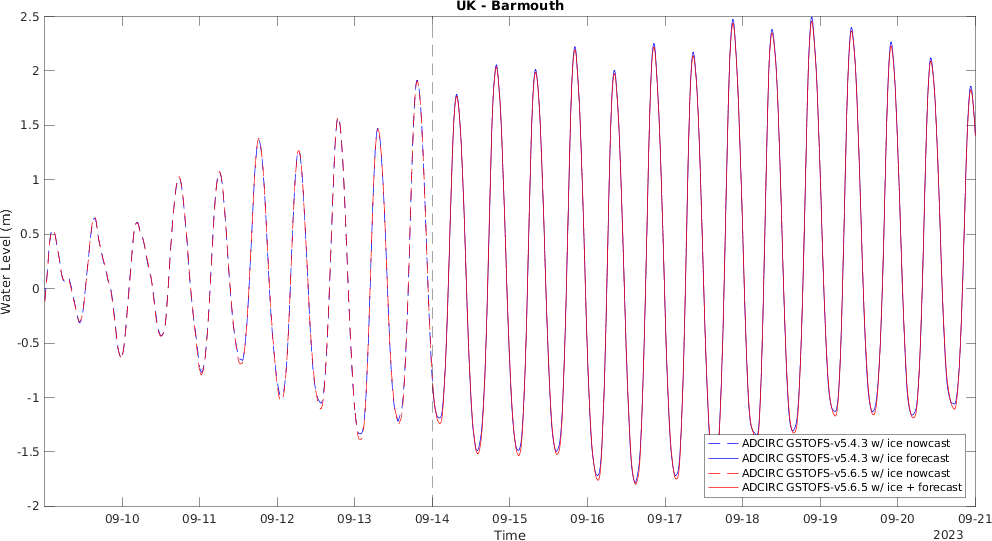 UK - Barmouth
2.5
2
1.5
1
0.5
0
-0.5
-1
-1.5
-2
Water Level (m)
ADCIRC GSTOFS-v5.4.3 w/ ice nowcast
ADCIRC GSTOFS-v5.4.3 w/ ice forecast
ADCIRC GSTOFS-v5.6.5 w/ ice nowcast
ADCIRC GSTOFS-v5.6.5 w/ ice + forecast
09-10 09-11 09-12 09-13 09-14 09-15 09-16 09-17 09-18 09-19 09-20 09-21
Time
2023